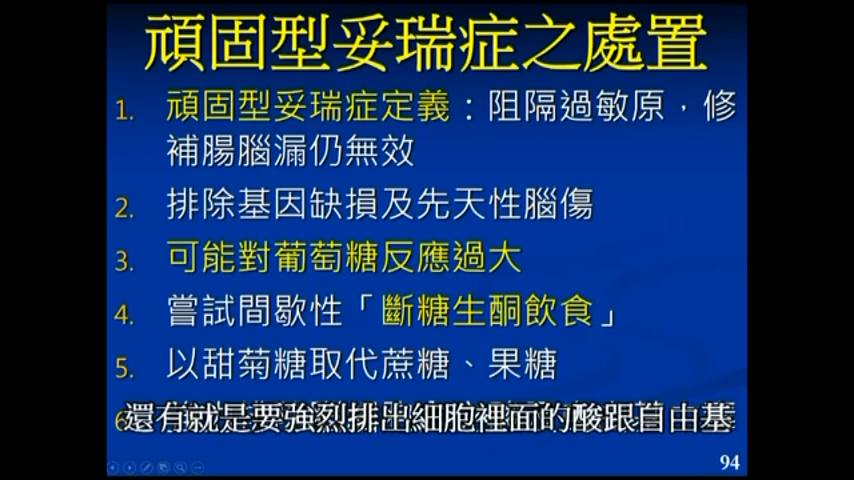 頑固型妥瑞症之處置
1. 頑固型妥瑞症定義：阻隔過敏原，修
補腸腦漏仍無效
2. 排除基因缺損及先天性腦傷
3. 可能對葡萄糖反應過大
4. 嘗試間歇性「斷糖生酮飲食」
5. 以甜菊糖取代蔗糖、果糖
還有就是要強烈排出細胞裡面的酸跟自由基
94